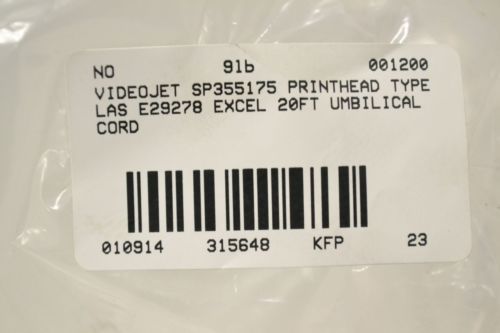 NO 91b 001200
VIDEOJET SP355175 PRINTHEAD TYPE
LAS E29278 EXCEL 20FT UMBILICAL
CORD
010914 315648 KFP 23